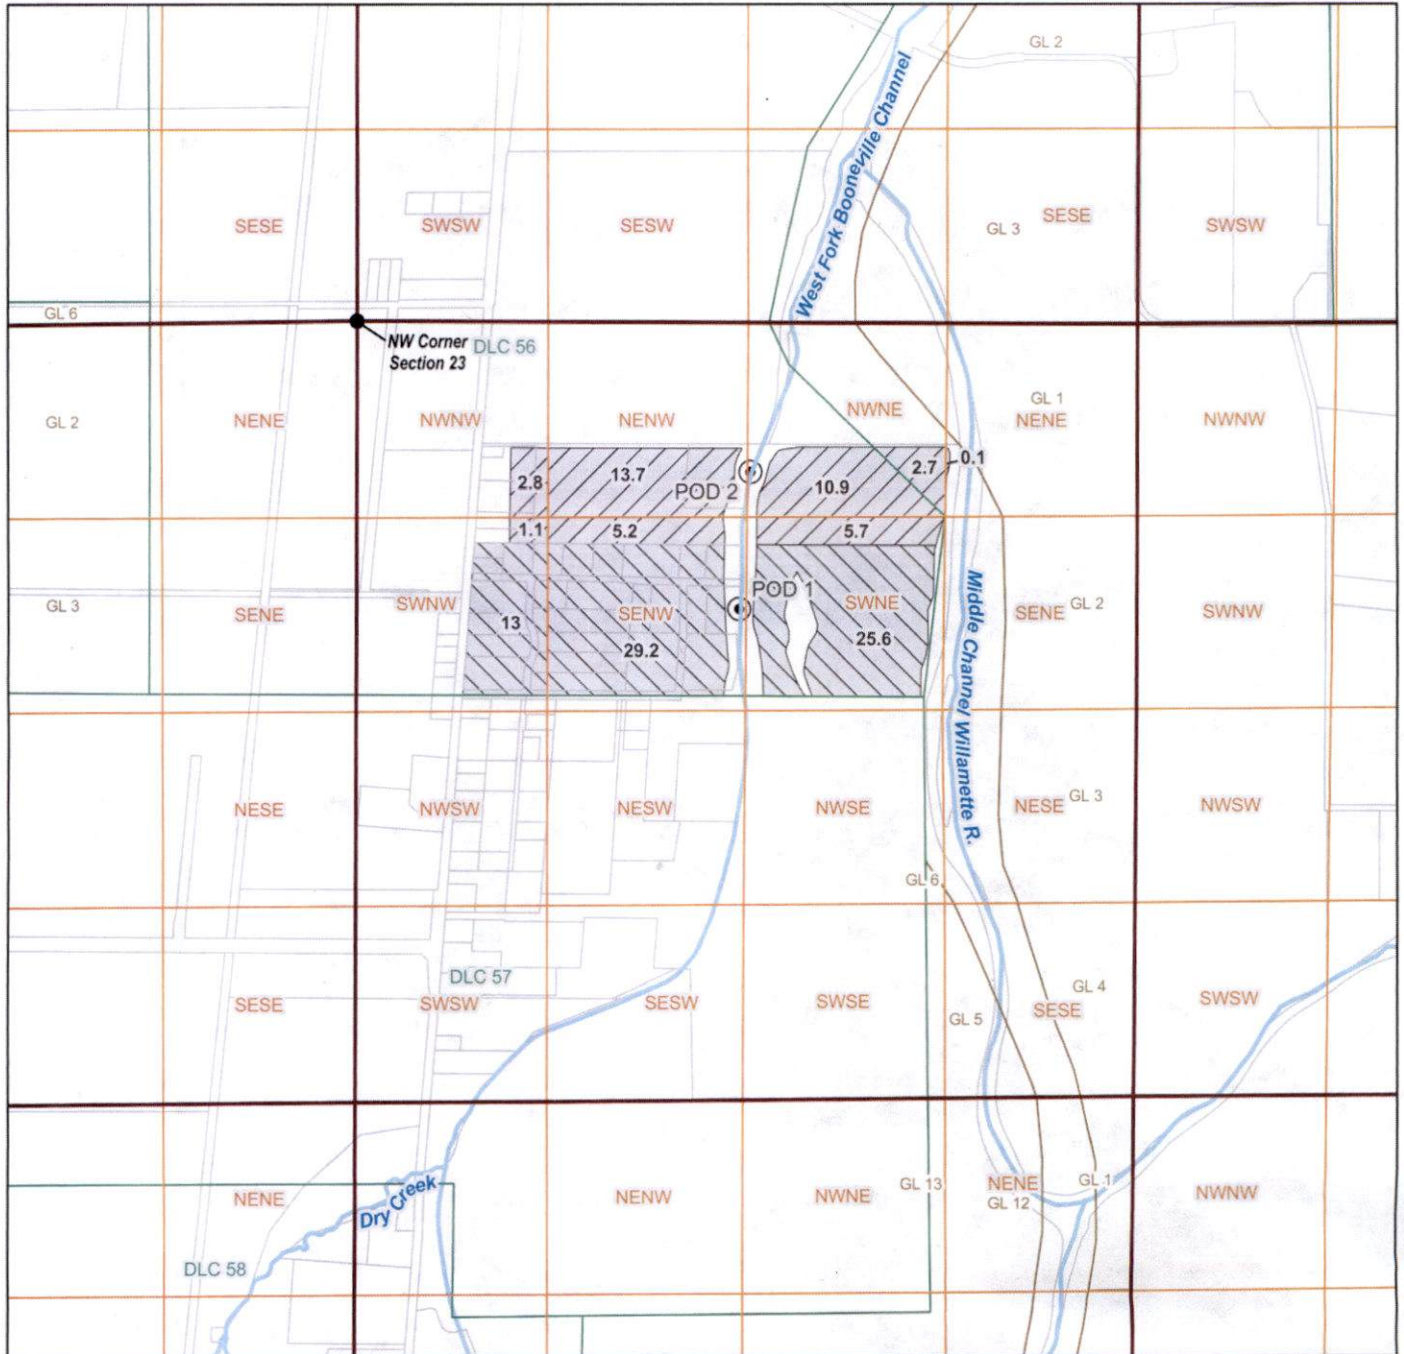 GL 2
West Fork Booneville Channel
SESE
SWSW
SESW
GL 3
SESE
SWSW
GL 6
NW Corner
Section 23
DLC 56
GL 2
NENE
NWNW
NENW
NWNE
GL 1
NENE
NWNW
2.8
13.7
POD 2
10.9
2.7
0.1
1.1
5.2
5.7
GL 3
SENE
SWNW
13
SENW
29.2
POD 1
SWNE
25.6
Middle Channel Willamette R.
SENE
GL 2
SWNW
NESE
NWSW
NESW
NWSE
NESE
GL 3
NWSW
GL 6
DLC 57
SESE
SWSW
SESW
SWSE
GL 5
GL 4
SESE
SWSW
NENE
Dry Creek
NENW
NWNE
GL 13
NENE
GL 12
GL 1
NWNW
DLC 58